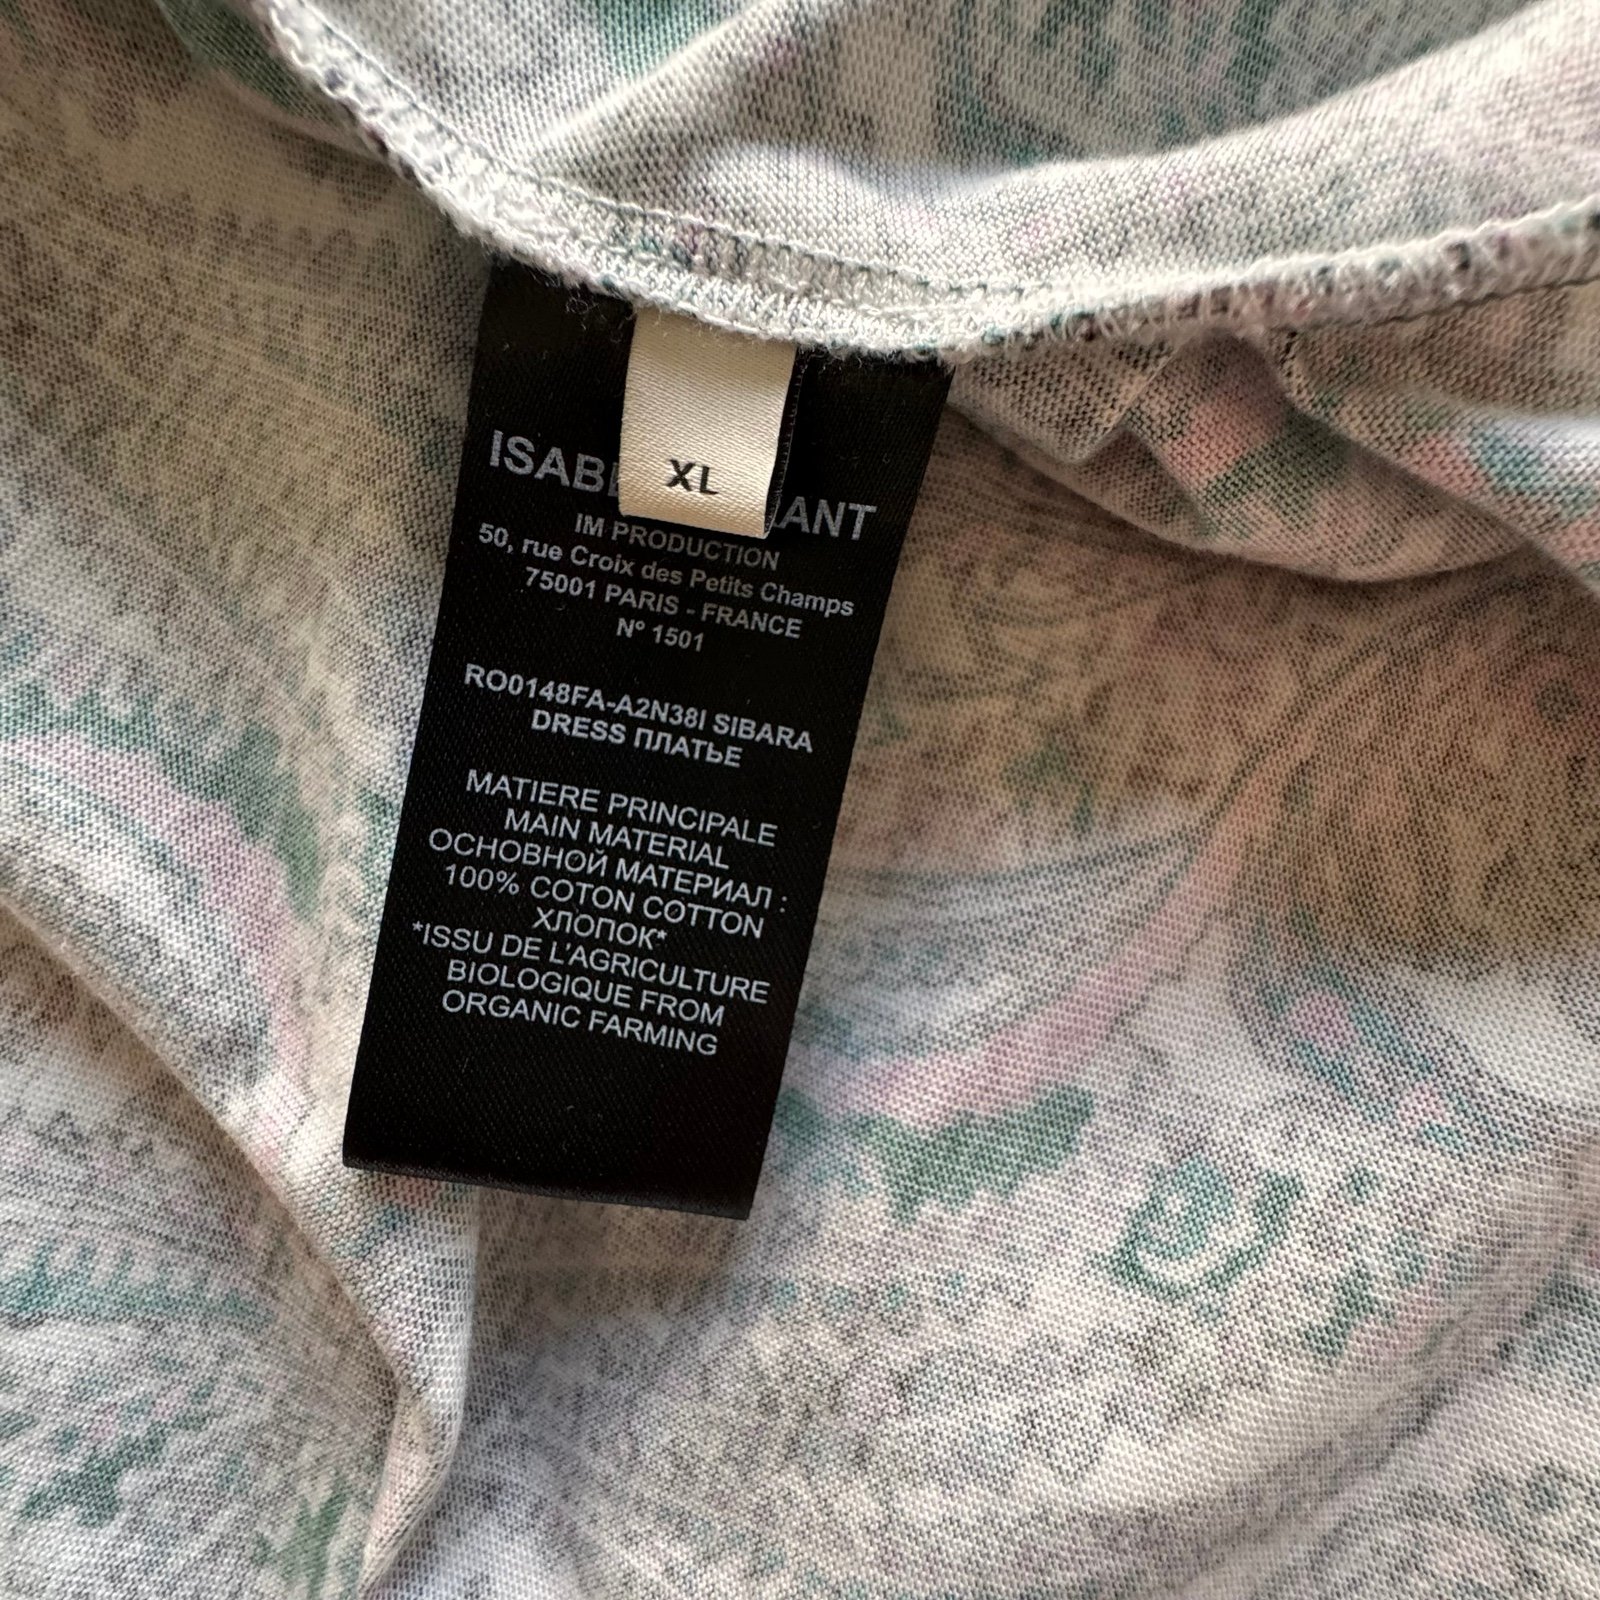 XL
IM PRODUCTION
50, rue Croix des Petits Champs
75001 PARIS - FRANCE
Nº 1501
RO0148FA-A2N38I SIBARA
DRESS ПЛАТЬЕ
MATIERE PRINCIPALE
MAIN MATERIAL
ОСНОВНОЙ МАТЕРИАЛ :
100% COTON COTTON
ХЛОПОК*
*ISSU DE L'AGRICULTURE
BIOLOGIQUE FROM
ORGANIC FARMING